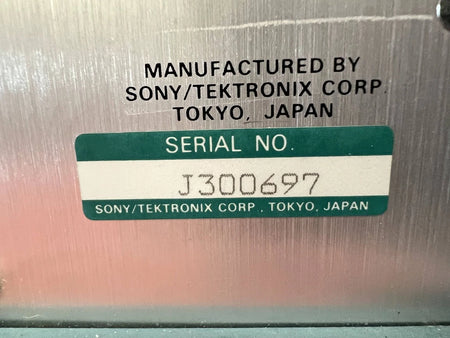 MANUFACTURED BY
SONY/TEKTRONIX CORP.
TOKYO, JAPAN
SERIAL NO.
J300697
SONY/TEKTRONIX CORP., TOKYO, JAPAN